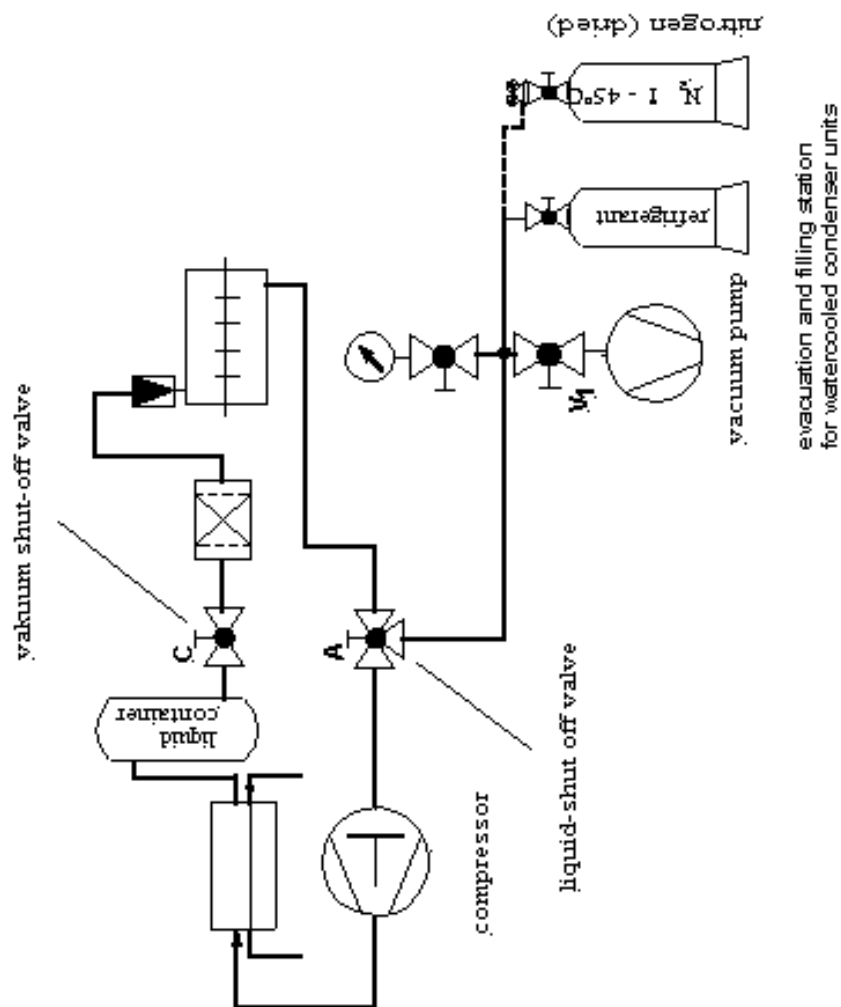 nitrogen (dried)
N₂ I - 45°C
refrigerant
vakuum shut-off valve
C
liquid
container
A
V1
vacuum pump
compressor
liquid-shut off valve
evacuation and filling station
for watercooled condenser units